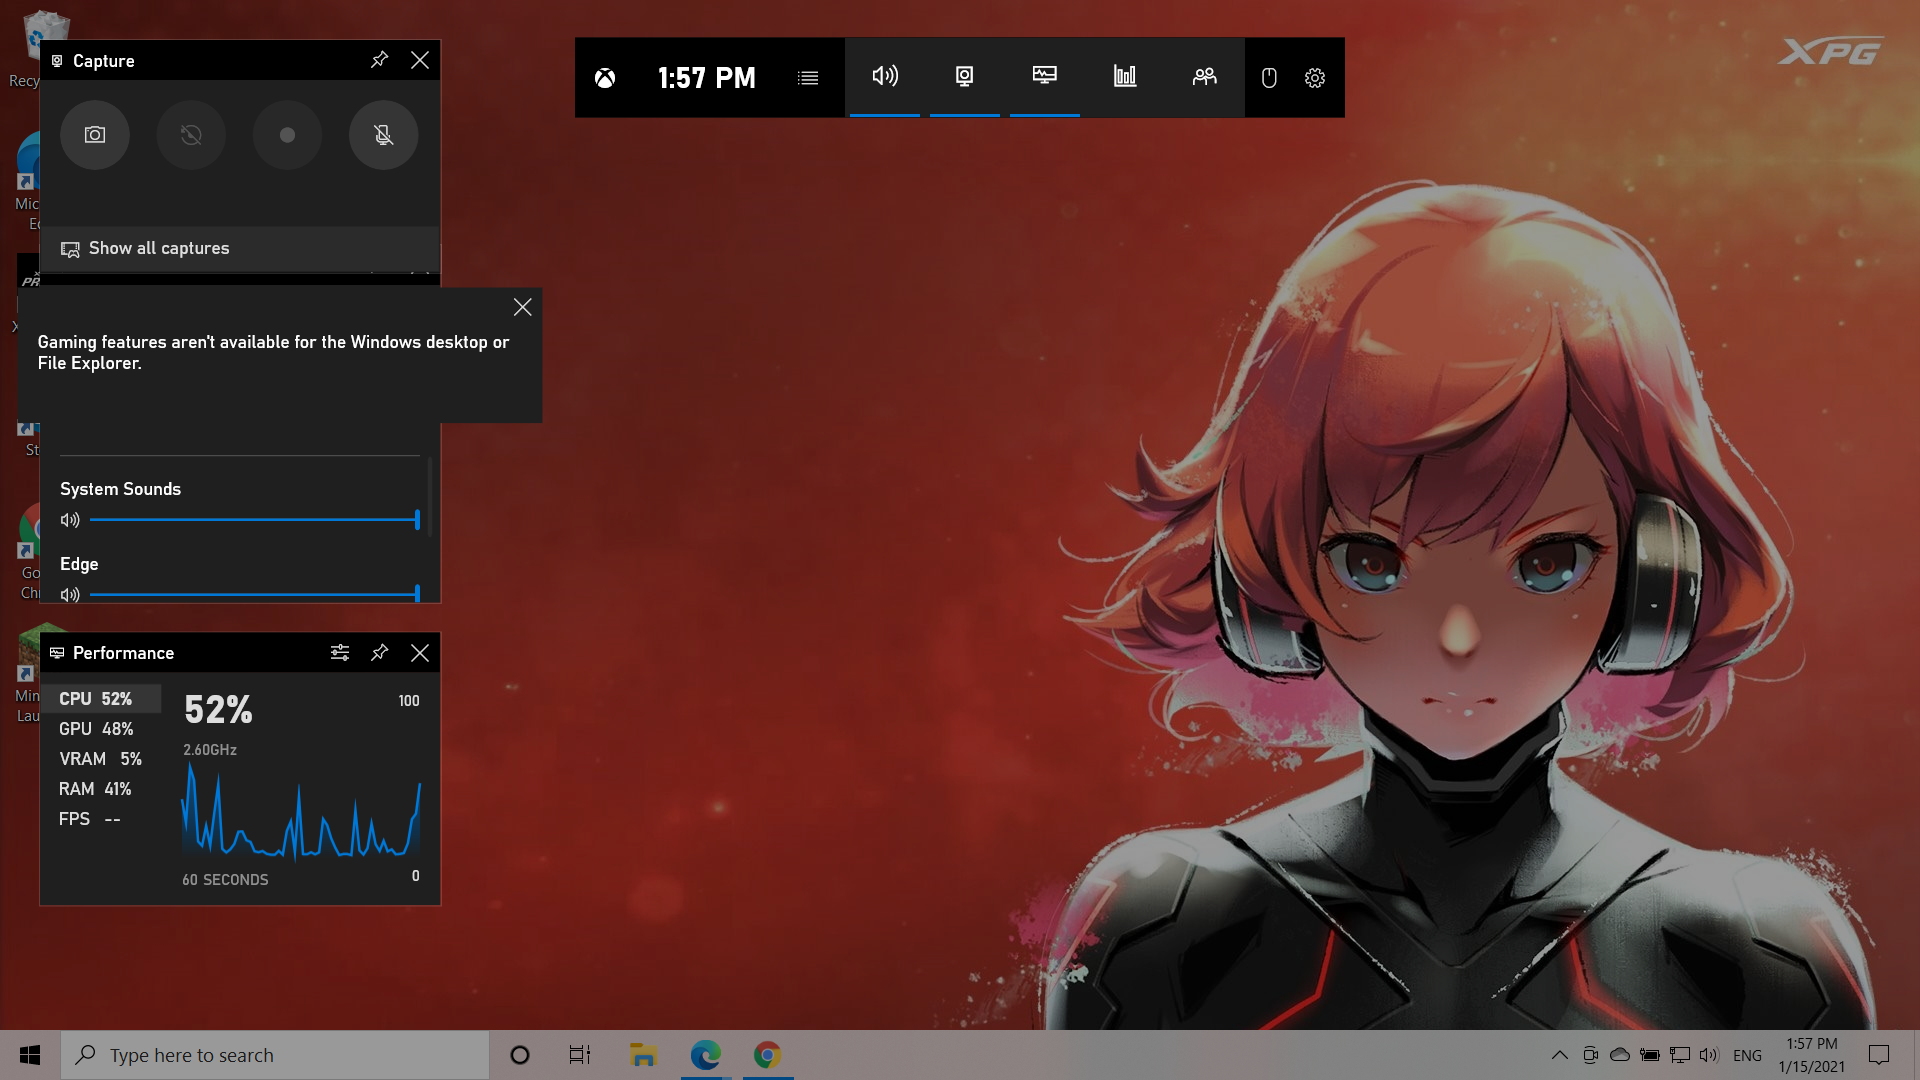 Capture
Show all captures
Gaming features aren't available for the Windows desktop or
File Explorer.
System Sounds
Edge
Performance
CPU 52%
GPU 48%
VRAM 5%
RAM 41%
FPS --
52%
100
2.60GHz
60 SECONDS
0
1:57 PM
XPG
Recy
Mic
PR
St
Go
Chr
Min
Lau
Type here to search
ENG
1:57 PM
1/15/2021